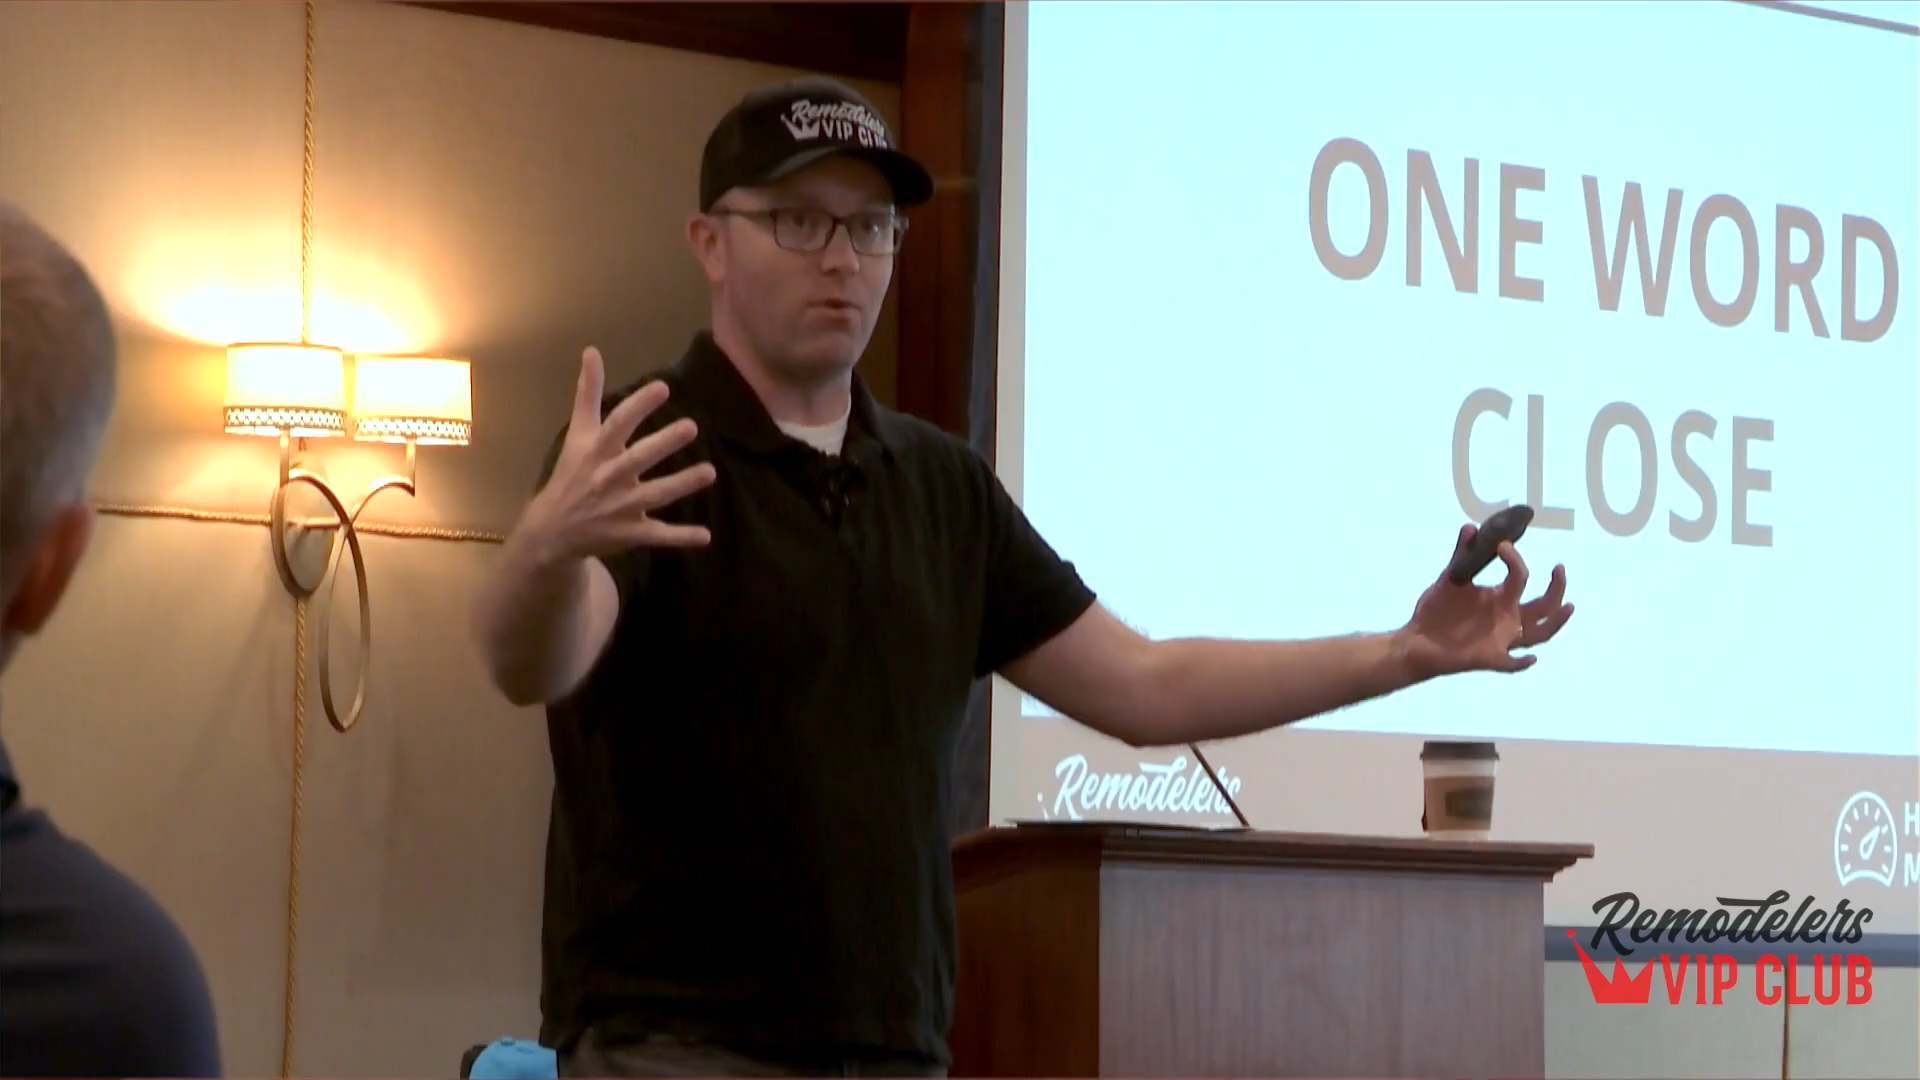 Remodelers
VIP CLUB
ONE WORD
CLOSE
Remodelers
H
M
Remodelers
VIP CLUB